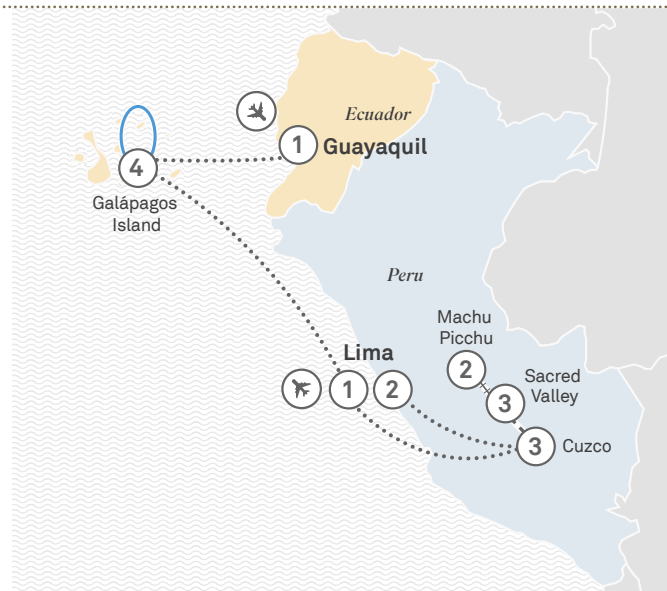 Ecuador
1
Guayaquil
4
Galápagos
Island
Peru
Machu
Picchu
Lima
2
Sacred
Valley
1
2
3
3
Cuzco